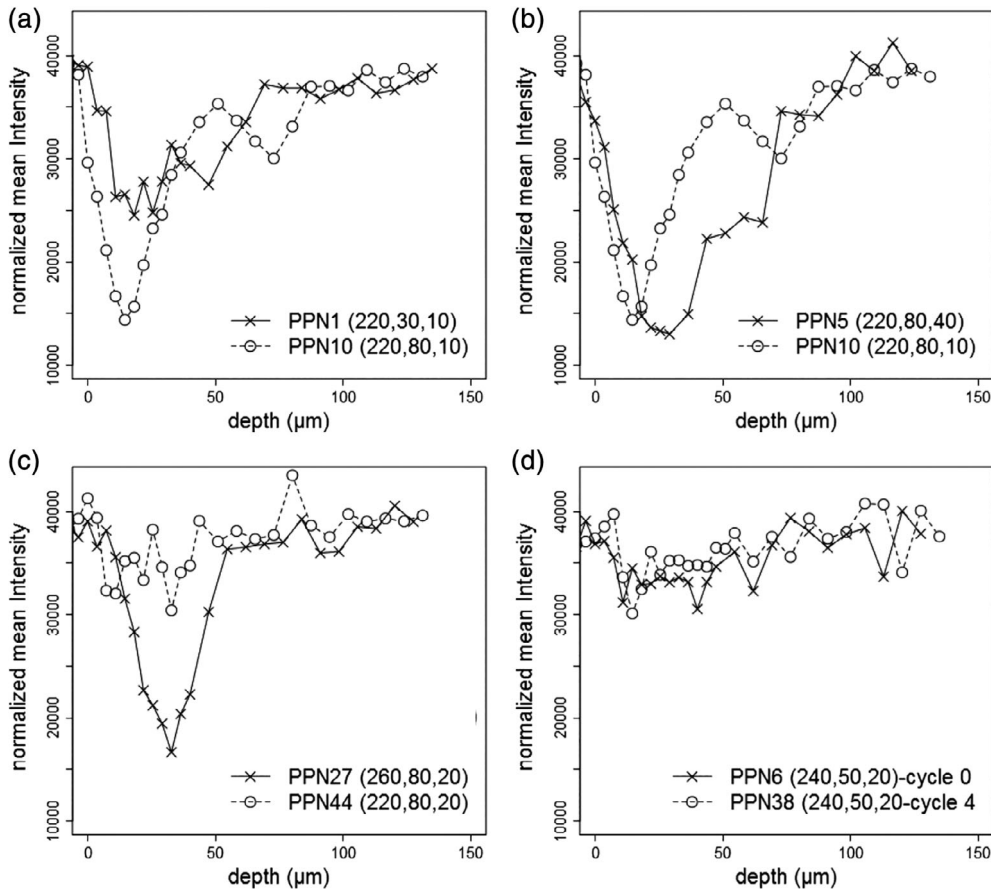 (a)
normalized mean Intensity
40000
30000
20000
10000
PPN1 (220,30,10)
PPN10 (220,80,10)
0 50 100 150
depth (µm)
(b)
normalized mean Intensity
40000
30000
20000
10000
PPN5 (220,80,40)
PPN10 (220,80,10)
0 50 100 150
depth (µm)
(c)
normalized mean Intensity
40000
30000
20000
10000
PPN27 (260,80,20)
PPN44 (220,80,20)
0 50 100 150
depth (µm)
(d)
normalized mean Intensity
40000
30000
20000
10000
PPN6 (240,50,20)-cycle 0
PPN38 (240,50,20-cycle 4
0 50 100 150
depth (µm)